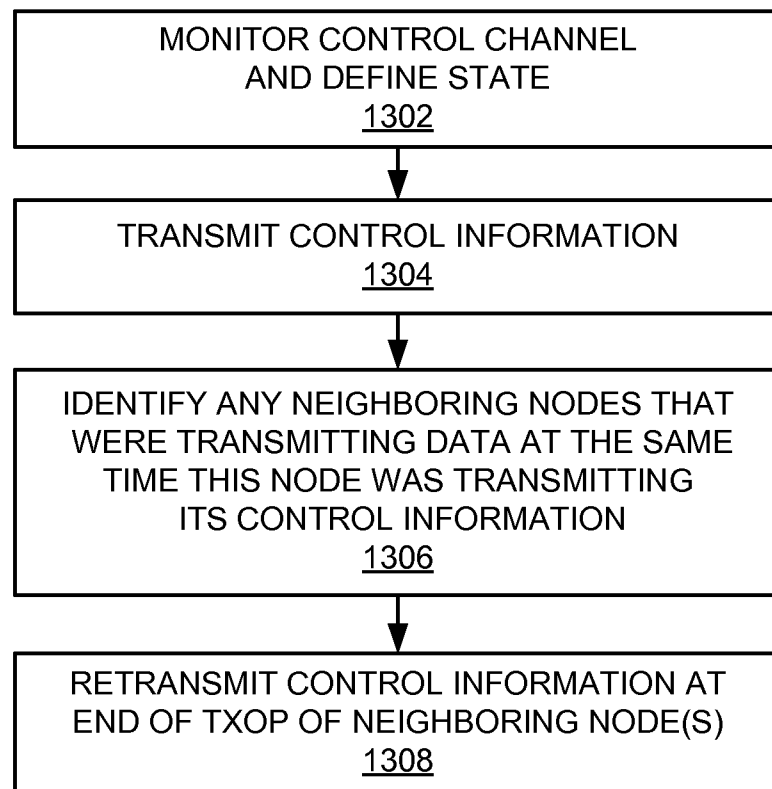 MONITOR CONTROL CHANNEL
AND DEFINE STATE
1302
TRANSMIT CONTROL INFORMATION
1304
IDENTIFY ANY NEIGHBORING NODES THAT
WERE TRANSMITTING DATA AT THE SAME
TIME THIS NODE WAS TRANSMITTING
ITS CONTROL INFORMATION
1306
RETRANSMIT CONTROL INFORMATION AT
END OF TXOP OF NEIGHBORING NODE(S)
1308